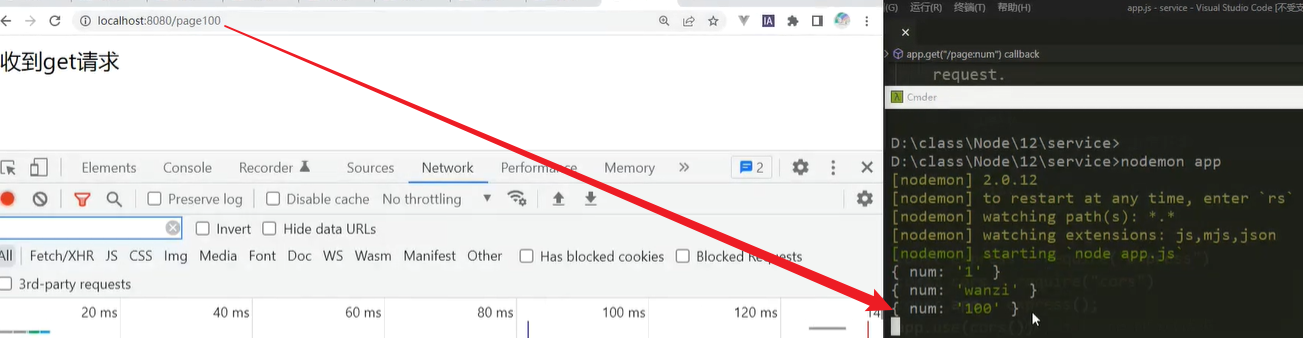 localhost:8080/page100
收到get请求
Elements Console Recorder Sources Network Performance Memory 2
Preserve log Disable cache No throttling
Invert Hide data URLs
All Fetch/XHR JS CSS Img Media Font Doc WS Wasm Manifest Other Has blocked cookies Blocked Requests
3rd-party requests
20 ms 40 ms 60 ms 80 ms 100 ms 120 ms 14
(G) 运行(R) 终端(T) 帮助(H) app.js - service - Visual Studio Code [不受支
app.get("/page:num") callback
request.
Cmder
D:\class\Node\12\service>
D:\class\Node\12\service>nodemon app
[nodemon] 2.0.12
[nodemon] to restart at any time, enter `rs`
[nodemon] watching path(s): *.*
[nodemon] watching extensions: js,mjs,json
[nodemon] starting `node app.js`
{ num: '1' }
{ num: 'wanzi' }
{ num: '100' }